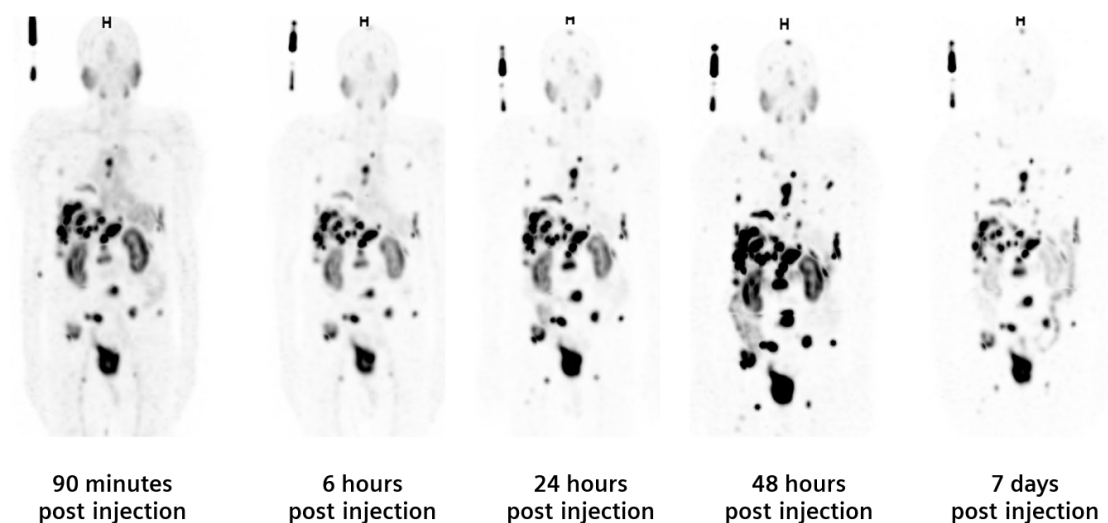 H
H
H
H
H
90 minutes
post injection
6 hours
post injection
24 hours
post injection
48 hours
post injection
7 days
post injection